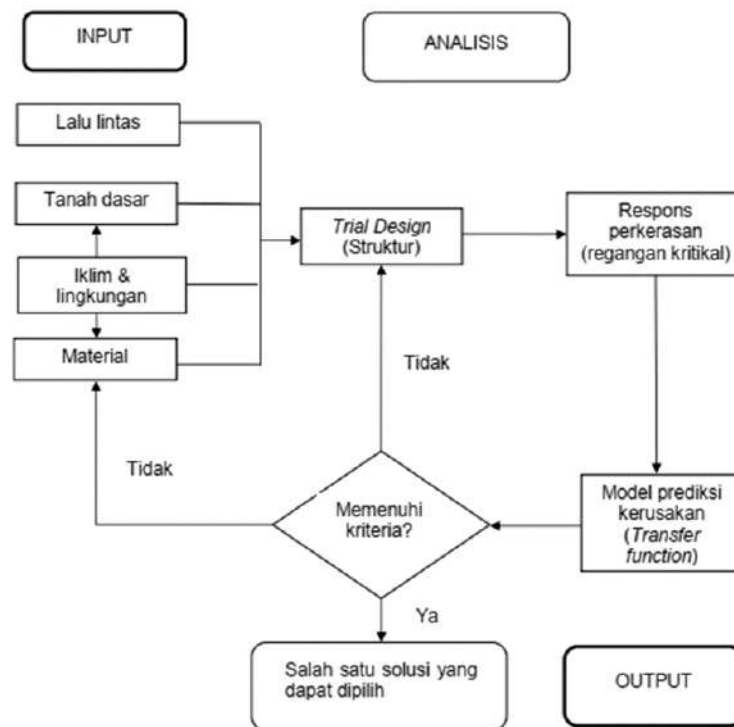 INPUT
ANALISIS
Lalu lintas
Tanah dasar
Iklim &
lingkungan
Material
Trial Design
(Struktur)
Respons
perkerasan
(regangan kritikal)
Tidak
Tidak
Memenuhi
kriteria?
Model prediksi
kerusakan
(Transfer
function)
Ya
Salah satu solusi yang
dapat dipilih
OUTPUT